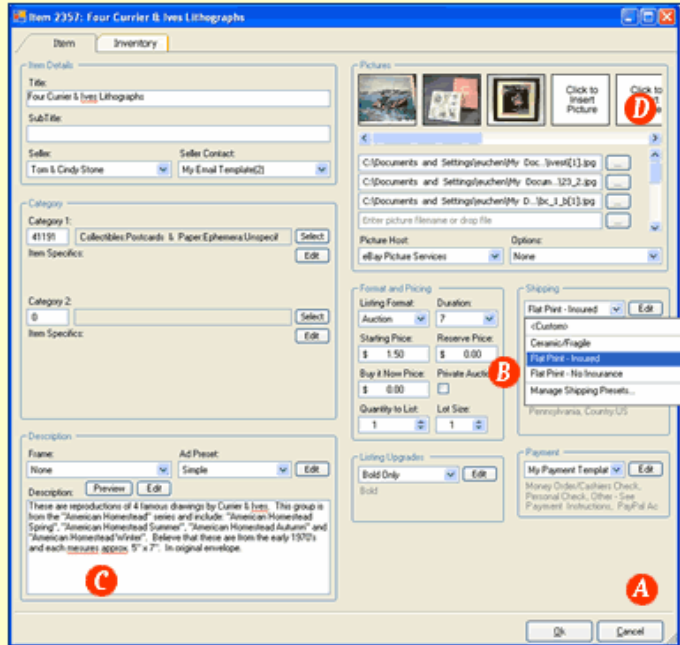 Item 2357: Four Currier & Ives Lithographs
Item
Inventory
Item Details
Title:
Four Currier & Ives Lithographs
SubTitle:
Seller:
Seller Contact:
Tom & Cindy Stone
My Email Template(2)
Category
Category 1:
41191
Collectibles:Postcards & Paper:Ephemera:Unspecif
Select
Item Specifics:
Edit
Category 2:
0
Select
Item Specifics:
Edit
Description
Frame:
Ad Preset:
None
Simple
Edit
Description:
Preview
Edit
These are reproductions of 4 famous drawings by Currier & Ives. This group is
from the "American Homestead" series and include: "American Homestead
Spring", "American Homestead Summer", "American Homestead Autumn" and
"American Homestead Winter". Believe that these are from the early 1970's
and each mesures approx. 5" x 7". In original envelope.
C
Pictures
Click to
Insert
Picture
Click to
D
C:\Documents and Settings\jeuchen\My Doc...\ives6[1].jpg
...
C:\Documents and Settings\jeuchen\My Docum...\23_2.jpg
...
C:\Documents and Settings\jeuchen\My D...\bc_1_b[1].jpg
...
Enter picture filename or drop file
...
Picture Host:
Options:
eBay Picture Services
None
Format and Pricing
Listing Format:
Duration:
Auction
7
Starting Price:
Reserve Price:
$ 1.50
$ 0.00
Buy it Now Price:
Private Auctio
$ 0.00
B
Quantity to List:
Lot Size:
1
1
Shipping
Flat Print - Insured
Edit
<Custom>
Ceramic/Fragile
Flat Print - Insured
Flat Print - No Insurance
Manage Shipping Presets...
Pennsylvania, County:US
Listing Upgrades
Bold Only
Edit
Bold
Payment
My Payment Templat
Edit
Money Order/Cashiers Check,
Personal Check, Other - See
Payment Instructions, PayPal Ac
A
Ok
Cancel